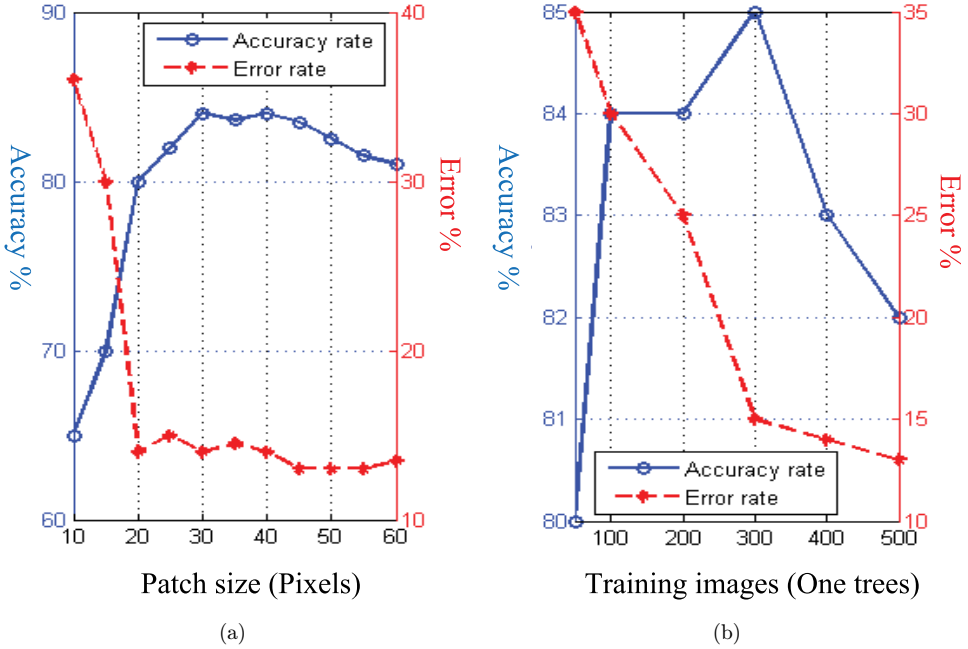 90
80
70
60
Accuracy %
40
30
20
10
Error %
Accuracy rate
Error rate
10 20 30 40 50 60
Patch size (Pixels)
(a)
85
84
83
82
81
80
Accuracy %
35
30
25
20
15
10
Error %
Accuracy rate
Error rate
100 200 300 400 500
Training images (One trees)
(b)